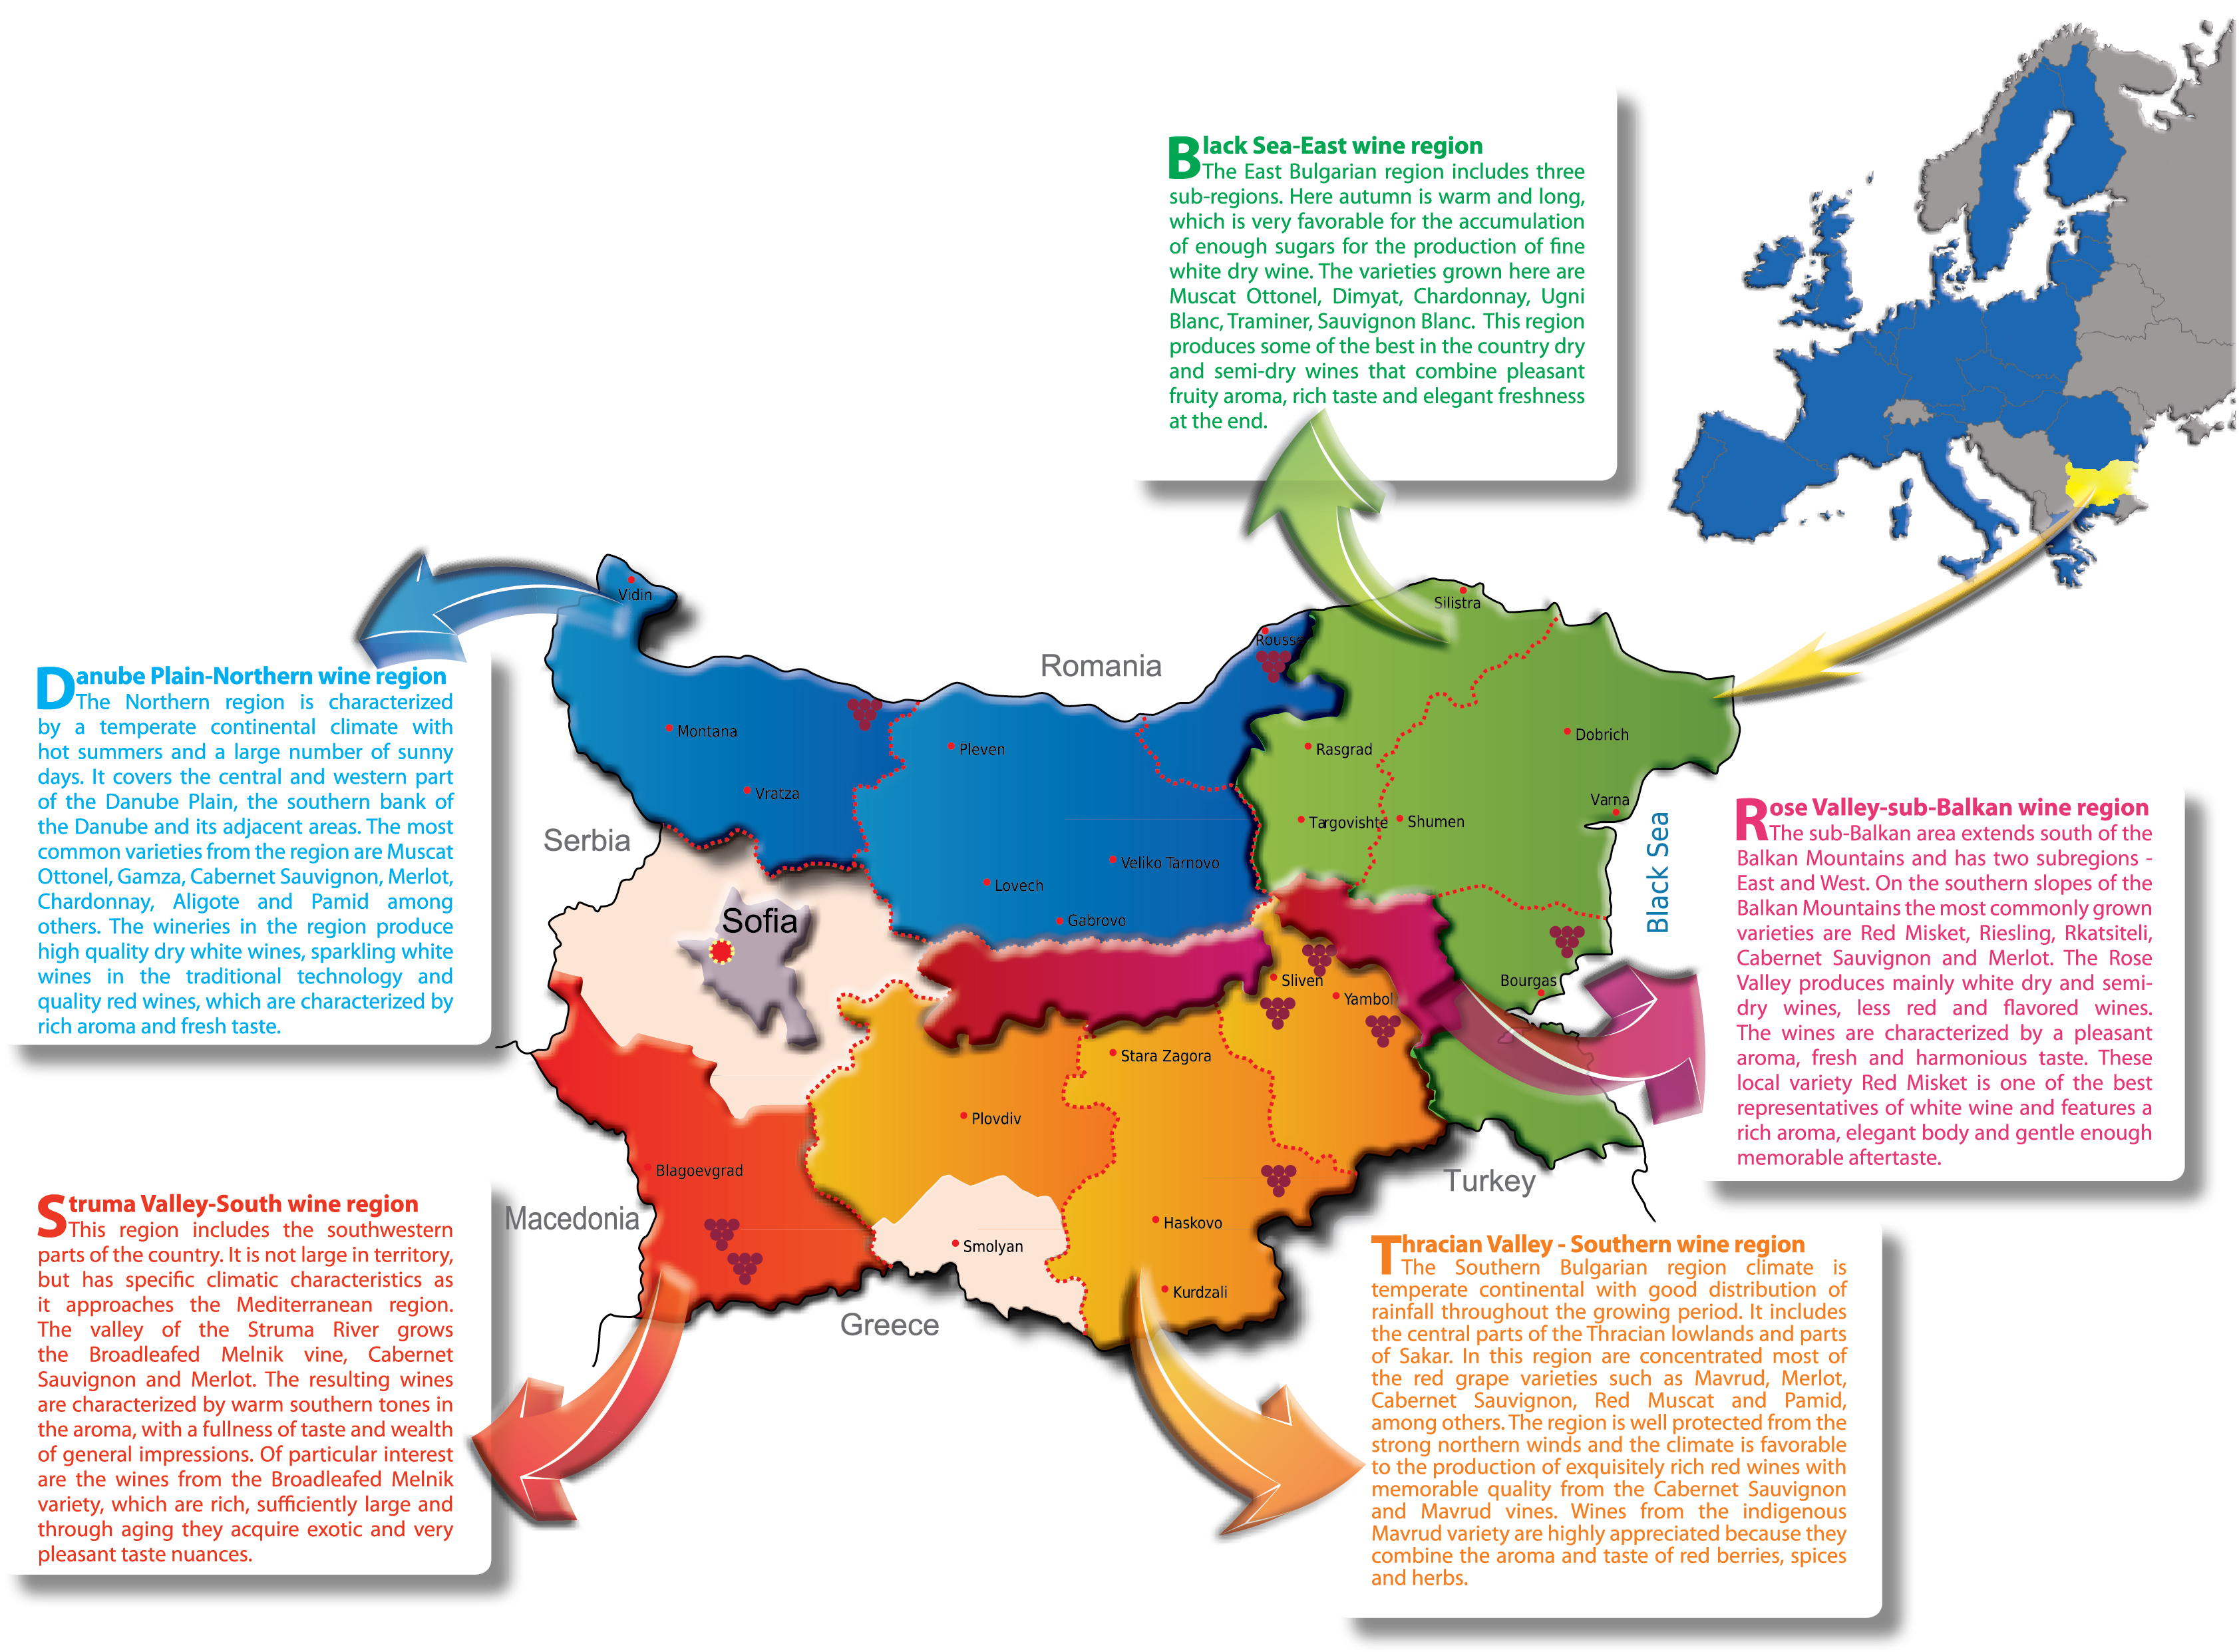 Black Sea-East wine region
The East Bulgarian region includes three
sub-regions. Here autumn is warm and long,
which is very favorable for the accumulation
of enough sugars for the production of fine
white dry wine. The varieties grown here are
Muscat Ottonel, Dimyat, Chardonnay, Ugni
Blanc, Traminer, Sauvignon Blanc. This region
produces some of the best in the country dry
and semi-dry wines that combine pleasant
fruity aroma, rich taste and elegant freshness
at the end.
Danube Plain-Northern wine region
The Northern region is characterized
by a temperate continental climate with
hot summers and a large number of sunny
days. It covers the central and western part
of the Danube Plain, the southern bank of
the Danube and its adjacent areas. The most
common varieties from the region are Muscat
Ottonel, Gamza, Cabernet Sauvignon, Merlot,
Chardonnay, Aligote and Pamid among
others. The wineries in the region produce
high quality dry white wines, sparkling white
wines in the traditional technology and
quality red wines, which are characterized by
rich aroma and fresh taste.
Vidin
Silistra
Rousse
Romania
Montana
Pleven
Rasgrad
Dobrich
Vratza
Varna
Targovishte
Shumen
Serbia
Black Sea
Veliko Tarnovo
Lovech
Gabrovo
Sofia
Sliven
Yambol
Bourgas
Stara Zagora
Plovdiv
Blagoevgrad
Turkey
Macedonia
Haskovo
Smolyan
Kurdzali
Greece
Rose Valley-sub-Balkan wine region
The sub-Balkan area extends south of the
Balkan Mountains and has two subregions -
East and West. On the southern slopes of the
Balkan Mountains the most commonly grown
varieties are Red Misket, Riesling, Rkatsiteli,
Cabernet Sauvignon and Merlot. The Rose
Valley produces mainly white dry and semi-
dry wines, less red and flavored wines.
The wines are characterized by a pleasant
aroma, fresh and harmonious taste. These
local variety Red Misket is one of the best
representatives of white wine and features a
rich aroma, elegant body and gentle enough
memorable aftertaste.
Struma Valley-South wine region
This region includes the southwestern
parts of the country. It is not large in territory,
but has specific climatic characteristics as
it approaches the Mediterranean region.
The valley of the Struma River grows
the Broadleafed Melnik vine, Cabernet
Sauvignon and Merlot. The resulting wines
are characterized by warm southern tones in
the aroma, with a fullness of taste and wealth
of general impressions. Of particular interest
are the wines from the Broadleafed Melnik
variety, which are rich, sufficiently large and
through aging they acquire exotic and very
pleasant taste nuances.
Thracian Valley - Southern wine region
The Southern Bulgarian region climate is
temperate continental with good distribution of
rainfall throughout the growing period. It includes
the central parts of the Thracian lowlands and parts
of Sakar. In this region are concentrated most of
the red grape varieties such as Mavrud, Merlot,
Cabernet Sauvignon, Red Muscat and Pamid,
among others. The region is well protected from the
strong northern winds and the climate is favorable
to the production of exquisitely rich red wines with
memorable quality from the Cabernet Sauvignon
and Mavrud vines. Wines from the indigenous
Mavrud variety are highly appreciated because they
combine the aroma and taste of red berries, spices
and herbs.